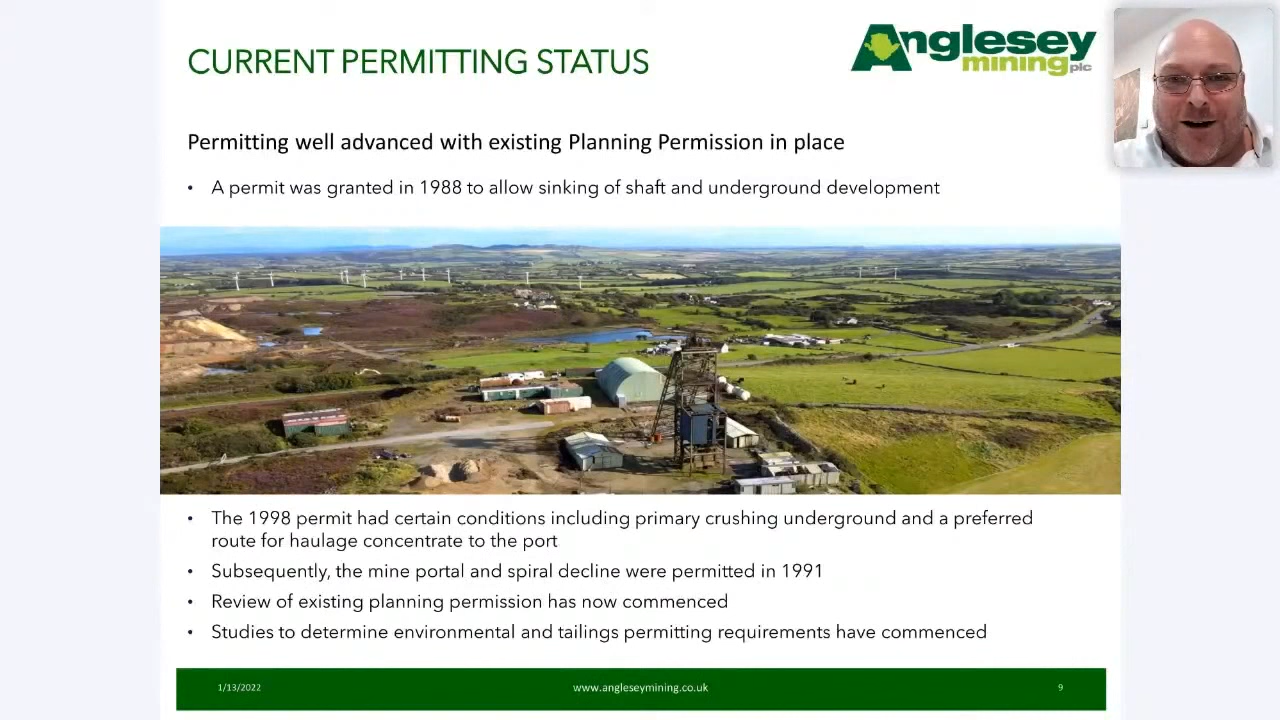 CURRENT PERMITTING STATUS
Anglesey
mining plc
Permitting well advanced with existing Planning Permission in place
• A permit was granted in 1988 to allow sinking of shaft and underground development
• The 1998 permit had certain conditions including primary crushing underground and a preferred
route for haulage concentrate to the port
• Subsequently, the mine portal and spiral decline were permitted in 1991
• Review of existing planning permission has now commenced
• Studies to determine environmental and tailings permitting requirements have commenced
1/13/2022
www.angleseymining.co.uk
9